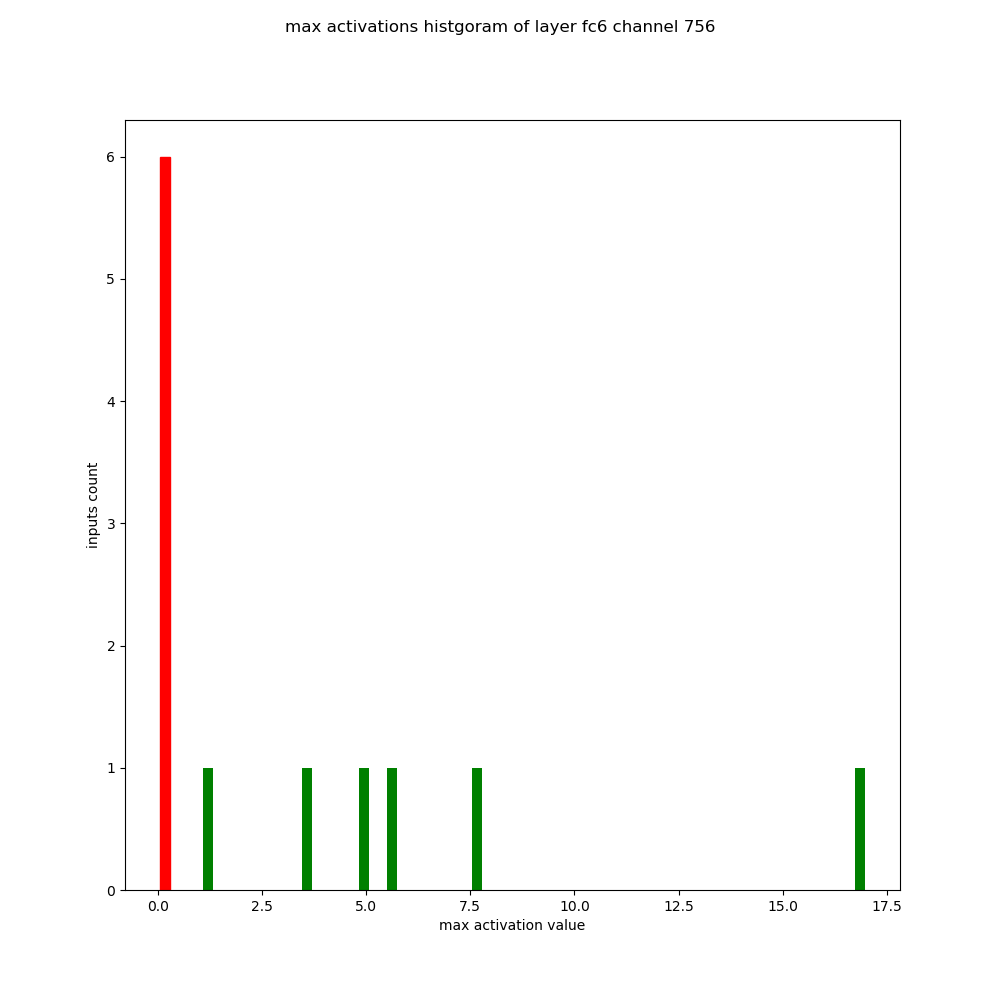 max activations histgoram of layer fc6 channel 756
6
5
4
3
2
1
0
inputs count
0.0 2.5 5.0 7.5 10.0 12.5 15.0 17.5
max activation value